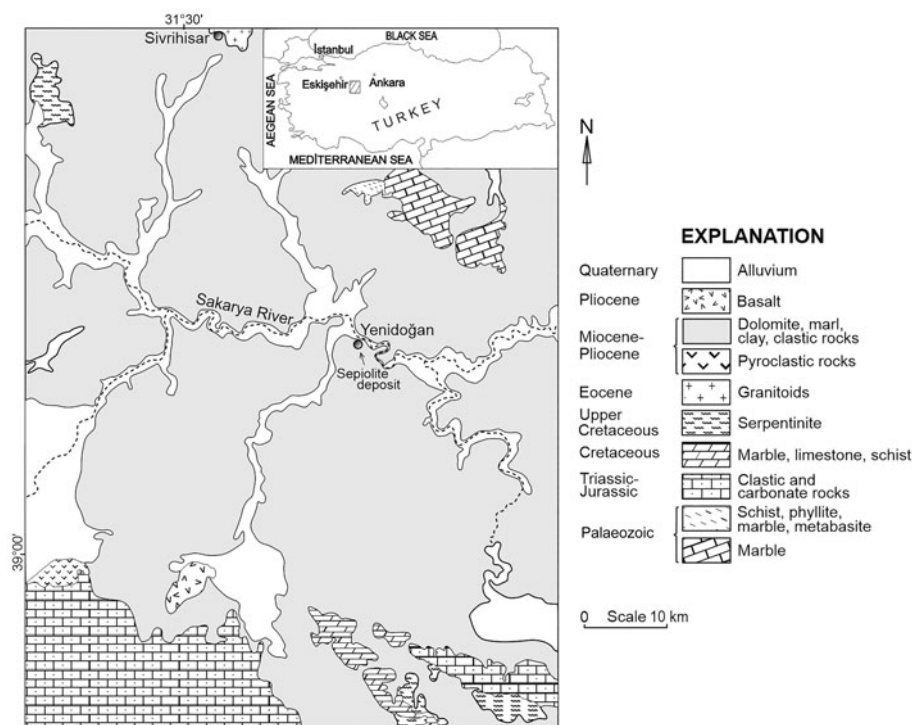 31°30'
Sivrihisar
BLACK SEA
İstanbul
Eskişehir
Ankara
TURKEY
AEGEAN SEA
MEDİTERRANEAN SEA
N
Sakarya River
Yenidoğan
Sepiolite
deposit
39°00'
EXPLANATION
Quaternary Alluvium
Pliocene Basalt
Miocene-
Pliocene
Dolomite, marl,
clay, clastic rocks
Pyroclastic rocks
Eocene Granitoids
Upper
Cretaceous
Serpentinite
Cretaceous Marble, limestone, schist
Triassic-
Jurassic
Clastic and
carbonate rocks
Palaeozoic
Schist, phyllite,
marble, metabasite
Marble
0 Scale 10 km